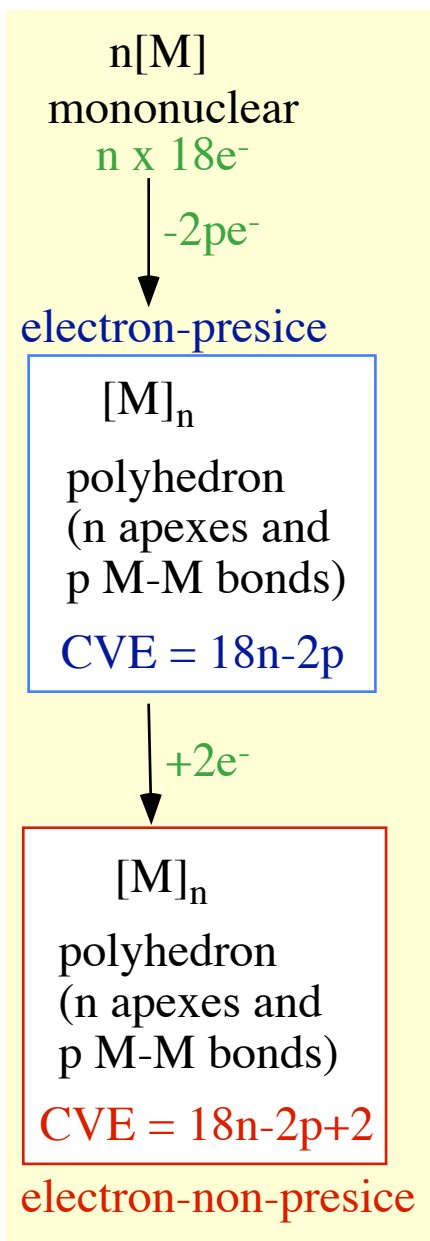 n[M]
mononuclear
n x 18e⁻
-2pe⁻
electron-presice
[M]ₙ
polyhedron
(n apexes and
p M-M bonds)
CVE = 18n-2p
+2e⁻
[M]ₙ
polyhedron
(n apexes and
p M-M bonds)
CVE = 18n-2p+2
electron-non-presice